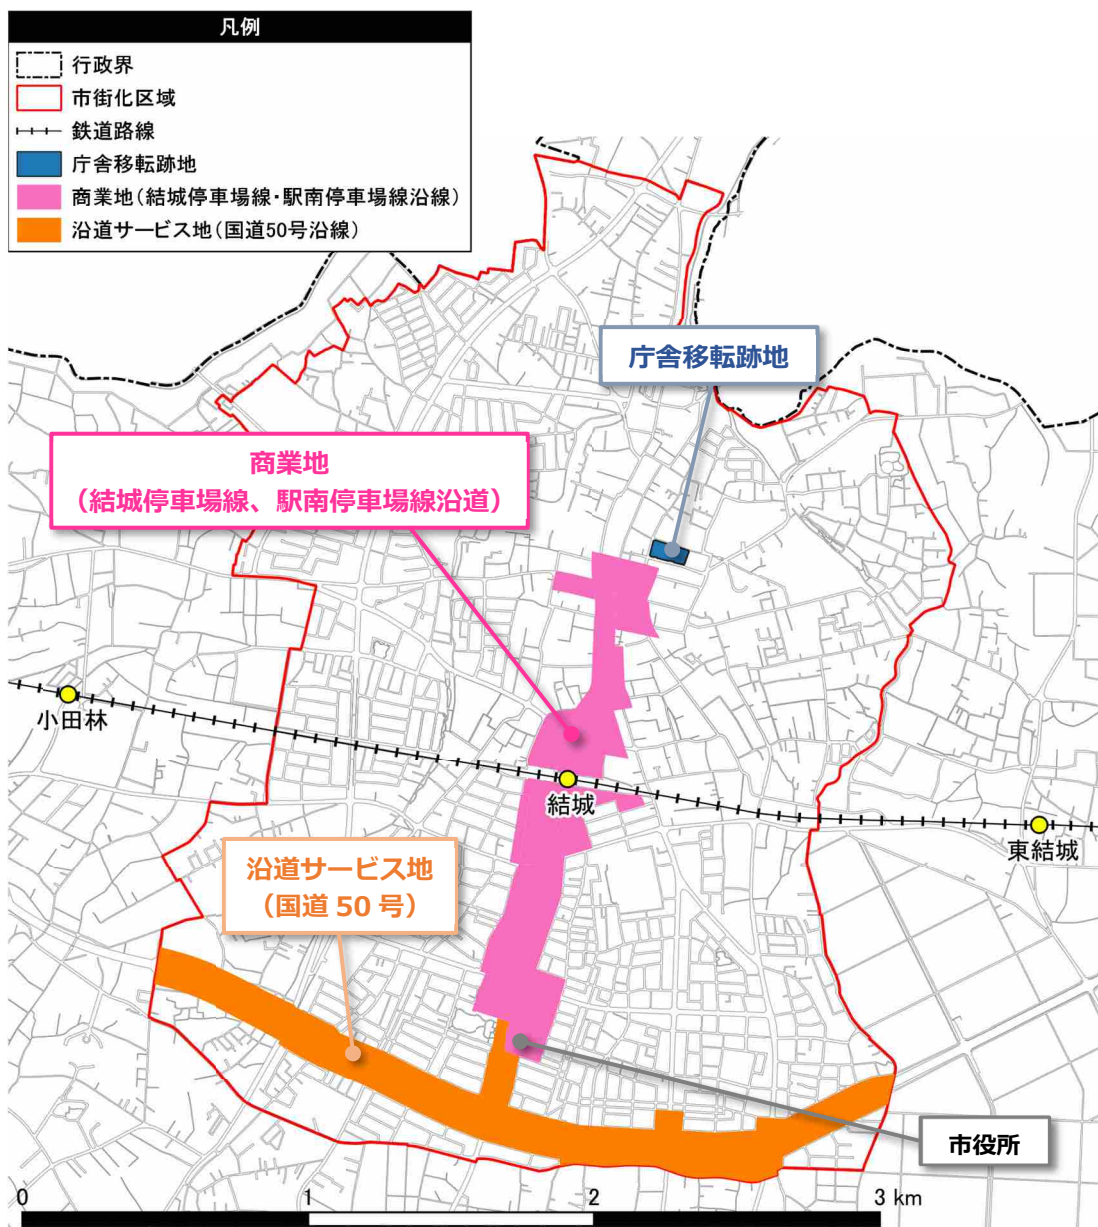 凡例
行政界
市街化区域
鉄道路線
庁舎移転跡地
商業地(結城停車場線・駅南停車場線沿線)
沿道サービス地(国道50号沿線)
庁舎移転跡地
商業地
(結城停車場線、駅南停車場線沿道)
小田林
結城
東結城
沿道サービス地
(国道 50 号)
市役所
0 1 2 3 km